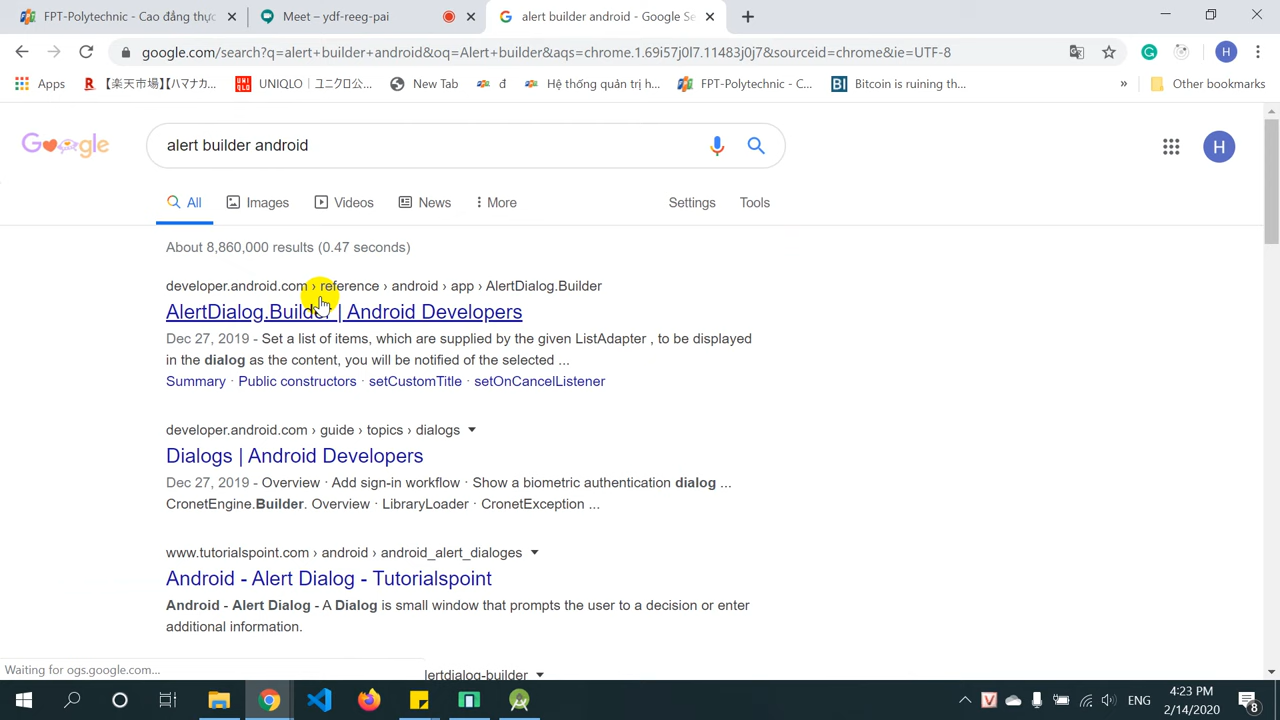 FPT-Polytechnic - Cao đẳng thực
Meet – ydf-reeg-pai
alert builder android - Google Se
google.com/search?q=alert+builder+android&oq=Alert+builder&aqs=chrome.1.69i57j0l7.11483j0j7&sourceid=chrome&ie=UTF-8
H
Apps
【楽天市場】【ハマナカ...
UNIQLO｜ユニクロ公...
New Tab
đ
Hệ thống quản trị h...
FPT-Polytechnic - C...
BI Bitcoin is ruining th...
»
Other bookmarks
Google
alert builder android
H
All
Images
Videos
News
More
Settings
Tools
About 8,860,000 results (0.47 seconds)
developer.android.com › reference › android › app › AlertDialog.Builder
AlertDialog.Builder | Android Developers
Dec 27, 2019 - Set a list of items, which are supplied by the given ListAdapter , to be displayed
in the dialog as the content, you will be notified of the selected ...
Summary · Public constructors · setCustomTitle · setOnCancelListener
developer.android.com › guide › topics › dialogs
Dialogs | Android Developers
Dec 27, 2019 - Overview · Add sign-in workflow · Show a biometric authentication dialog ...
CronetEngine.Builder. Overview · LibraryLoader · CronetException ...
www.tutorialspoint.com › android › android_alert_dialoges
Android - Alert Dialog - Tutorialspoint
Android - Alert Dialog - A Dialog is small window that prompts the user to a decision or enter
additional information.
lertdialog-builder
Waiting for ogs.google.com...
ENG
4:23 PM
2/14/2020
8